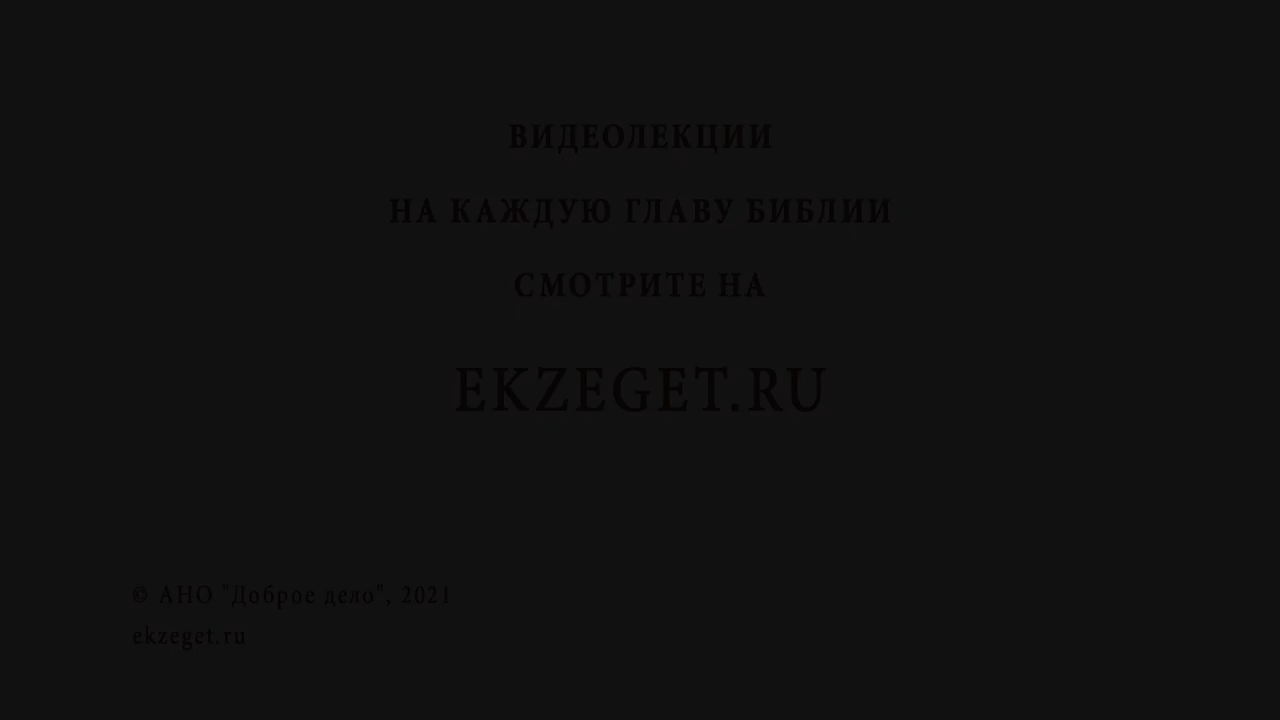 ВИДЕОЛЕКЦИИ
НА КАЖДУЮ ГЛАВУ БИБЛИИ
СМОТРИТЕ НА
EKZEGET.RU
© АНО "Доброе дело", 2021
ekzeget.ru